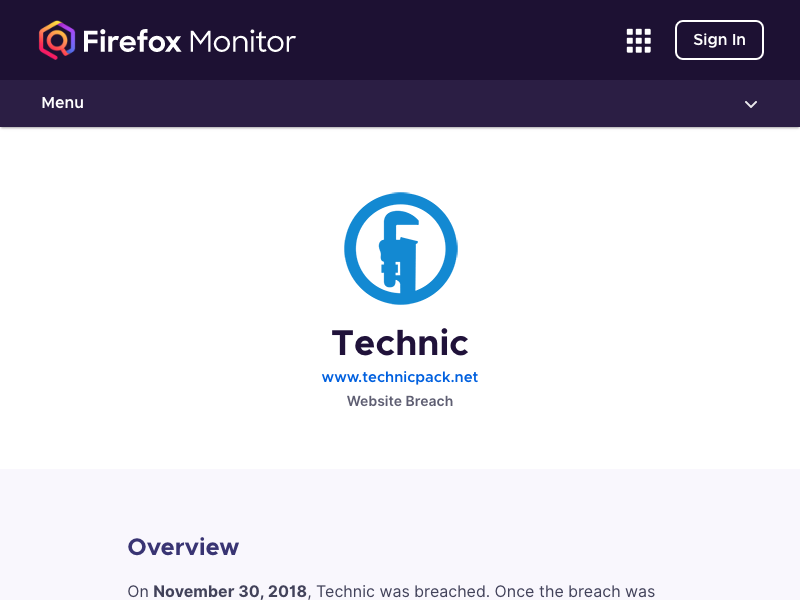 Firefox Monitor
Sign In
Menu
Technic
www.technicpack.net
Website Breach
Overview
On November 30, 2018, Technic was breached. Once the breach was